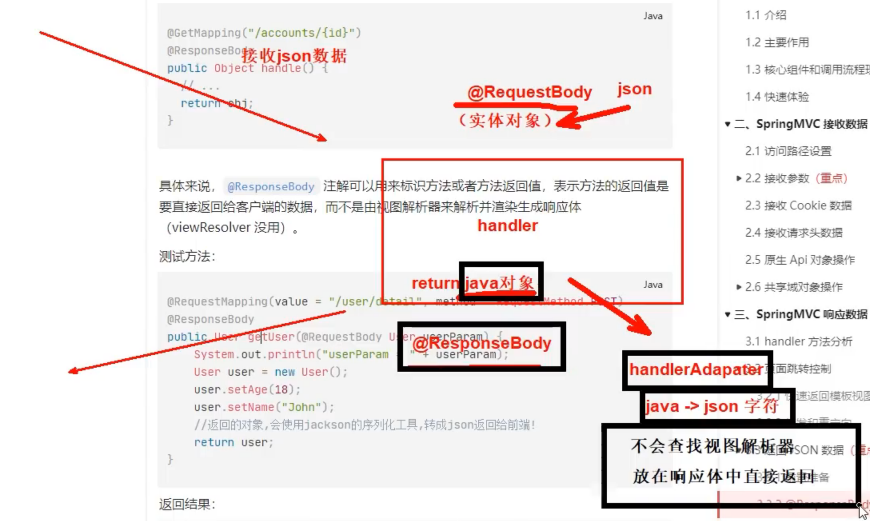 Java
@GetMapping("/accounts/{id}")
@ResponseBody
接收json数据
public Object handle() {
// ...
return obj;
}
@RequestBody
json
（实体对象）
具体来说， @ResponseBody 注解可以用来标识方法或者方法返回值，表示方法的返回值是
要直接返回给客户端的数据，而不是由视图解析器来解析并渲染生成响应体
（viewResolver 没用）。
handler
测试方法：
return java对象
Java
@RequestMapping(value = "/user/detail", method = RequestMethod.POST)
@ResponseBody
public User getUser(@RequestBody User userParam) {
@ResponseBody
System.out.println("userParam = " + userParam);
User user = new User();
user.setAge(18);
user.setName("John");
//返回的对象,会使用jackson的序列化工具,转成json返回给前端!
return user;
}
返回结果：
handlerAdapater
java -> json 字符
不会查找视图解析器
放在响应体中直接返回
1.1 介绍
1.2 主要作用
1.3 核心组件和调用流程
1.4 快速体验
二、SpringMVC 接收数据
2.1 访问路径设置
2.2 接收参数（重点）
2.3 接收 Cookie 数据
2.4 接收请求头数据
2.5 原生 Api 对象操作
2.6 共享域对象操作
三、SpringMVC 响应数据
3.1 handler 方法分析
页面跳转控制
快速返回模板视图
JSON 数据
准备
@ResponseBody